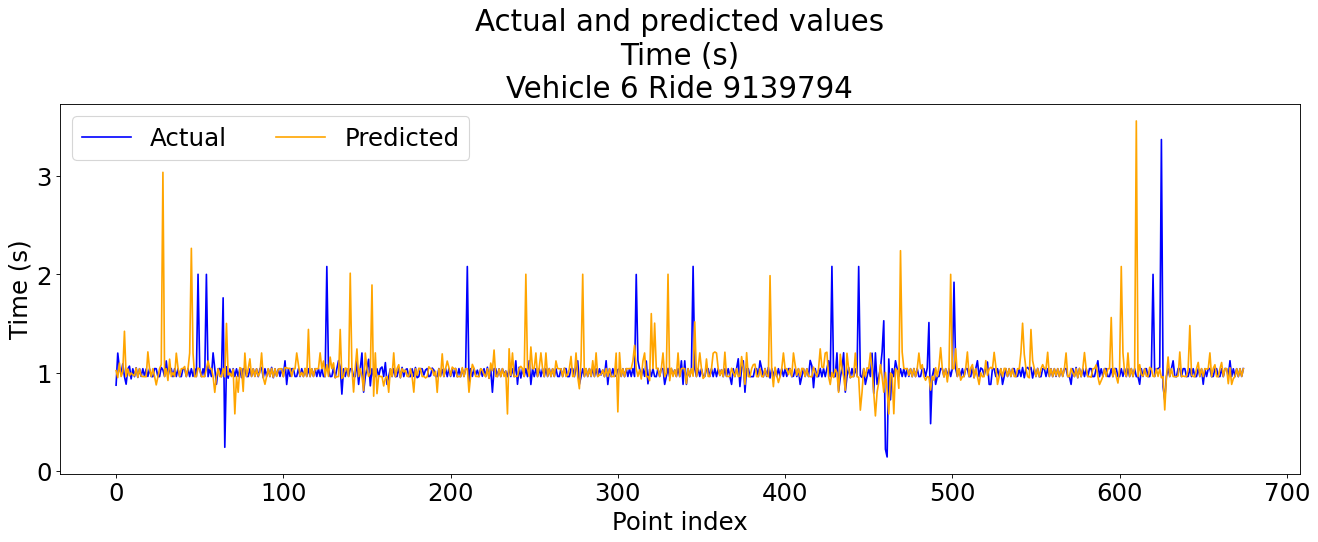 Actual and predicted values
Time (s)
Vehicle 6 Ride 9139794
Actual Predicted
Time (s)
3
2
1
0
0 100 200 300 400 500 600 700
Point index